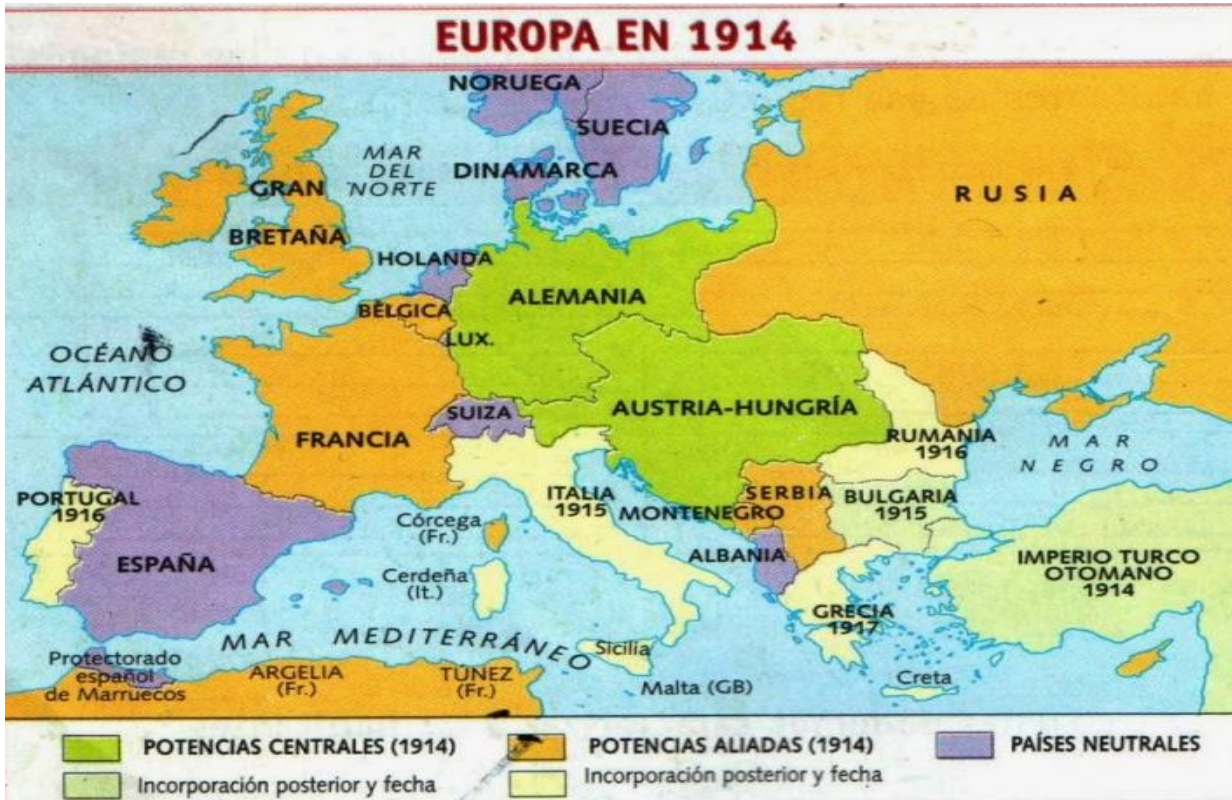 EUROPA EN 1914
NORUEGA
SUECIA
MAR
DEL
NORTE
DINAMARCA
GRAN
BRETAÑA
RUSIA
HOLANDA
ALEMANIA
BÉLGICA
LUX.
OCÉANO
ATLÁNTICO
SUIZA
AUSTRIA-HUNGRÍA
FRANCIA
RUMANIA
1916
MAR
NEGRO
PORTUGAL
1916
ITALIA
1915
SERBIA
BULGARIA
1915
MONTENEGRO
Córcega
(Fr.)
ESPAÑA
ALBANIA
IMPERIO TURCO
OTOMANO
1914
Cerdeña
(It.)
GRECIA
1917
MAR MEDITERRÁNEO
Sicilia
Protectorado
español
de Marruecos
ARGELIA
(Fr.)
TÚNEZ
(Fr.)
Malta (GB)
Creta
POTENCIAS CENTRALES (1914)
POTENCIAS ALIADAS (1914)
PAÍSES NEUTRALES
Incorporación posterior y fecha
Incorporación posterior y fecha